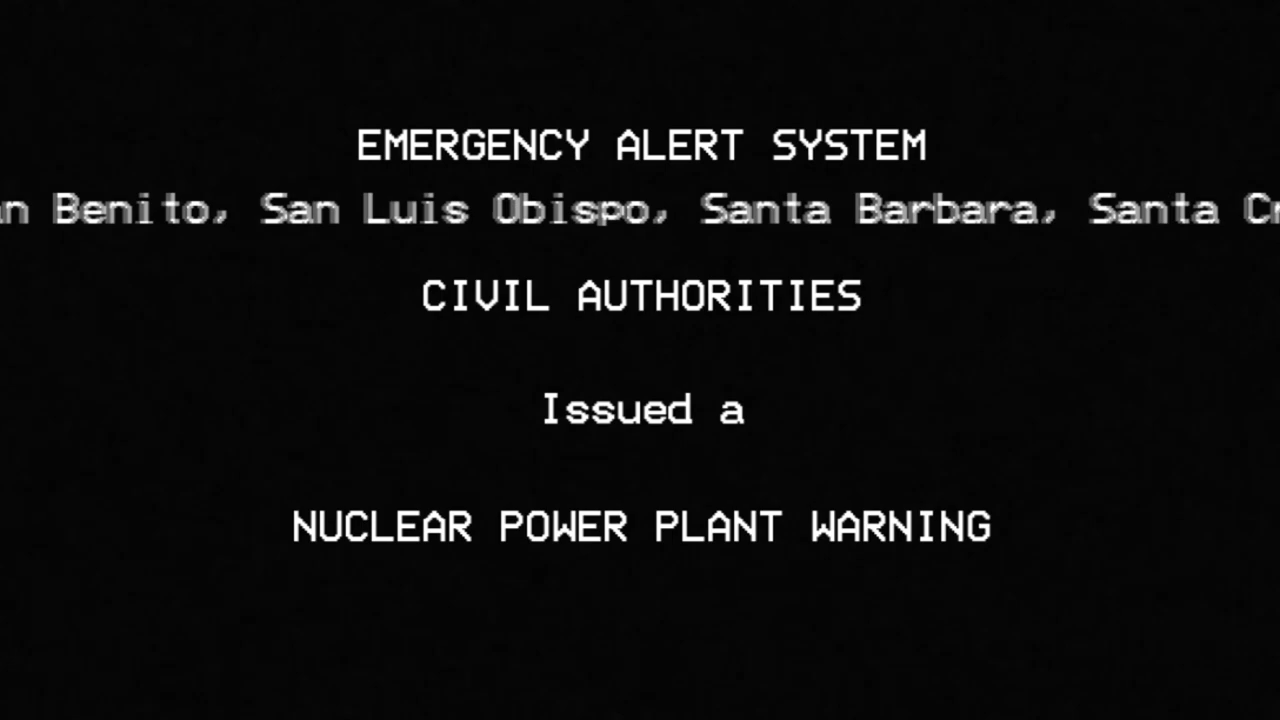 EMERGENCY ALERT SYSTEM
Benito, San Luis Obispo, Santa Barbara, Santa
CIVIL AUTHORITIES
Issued a
NUCLEAR POWER PLANT WARNING